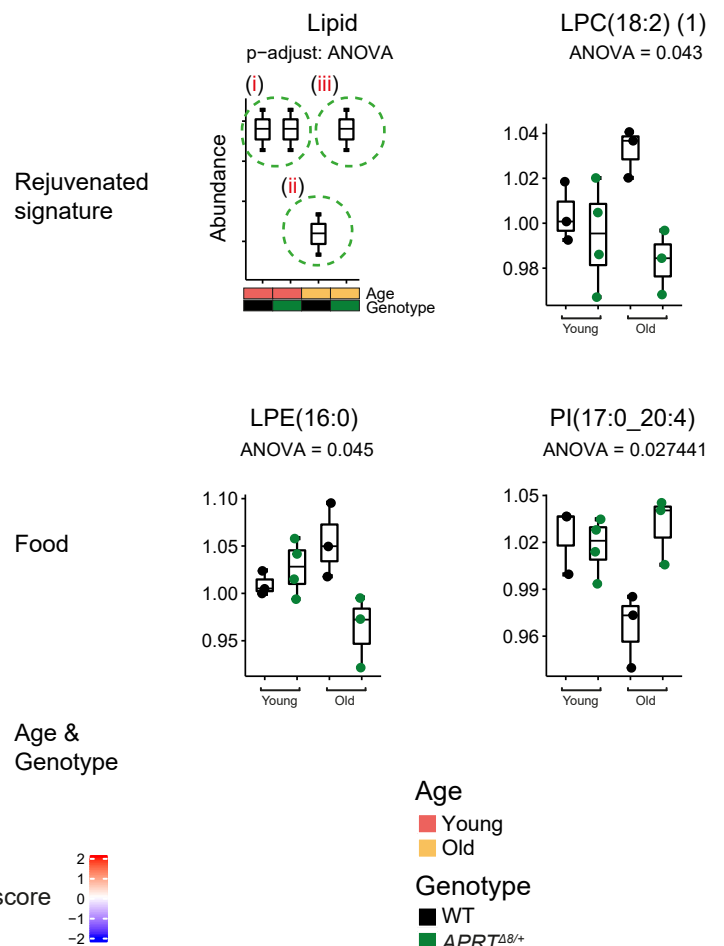 Lipid
p−adjust: ANOVA
(i)
(iii)
(ii)
Abundance
Age
Genotype
Rejuvenated
signature
LPC(18:2) (1)
ANOVA = 0.043
1.04
1.02
1.00
0.98
Young
Old
LPE(16:0)
ANOVA = 0.045
1.10
1.05
1.00
0.95
Young
Old
PI(17:0_20:4)
ANOVA = 0.027441
1.05
1.02
0.99
0.96
Young
Old
Food
Age &
Genotype
score
2
1
0
−1
−2
Age
Young
Old
Genotype
WT
APRTΔ8/+